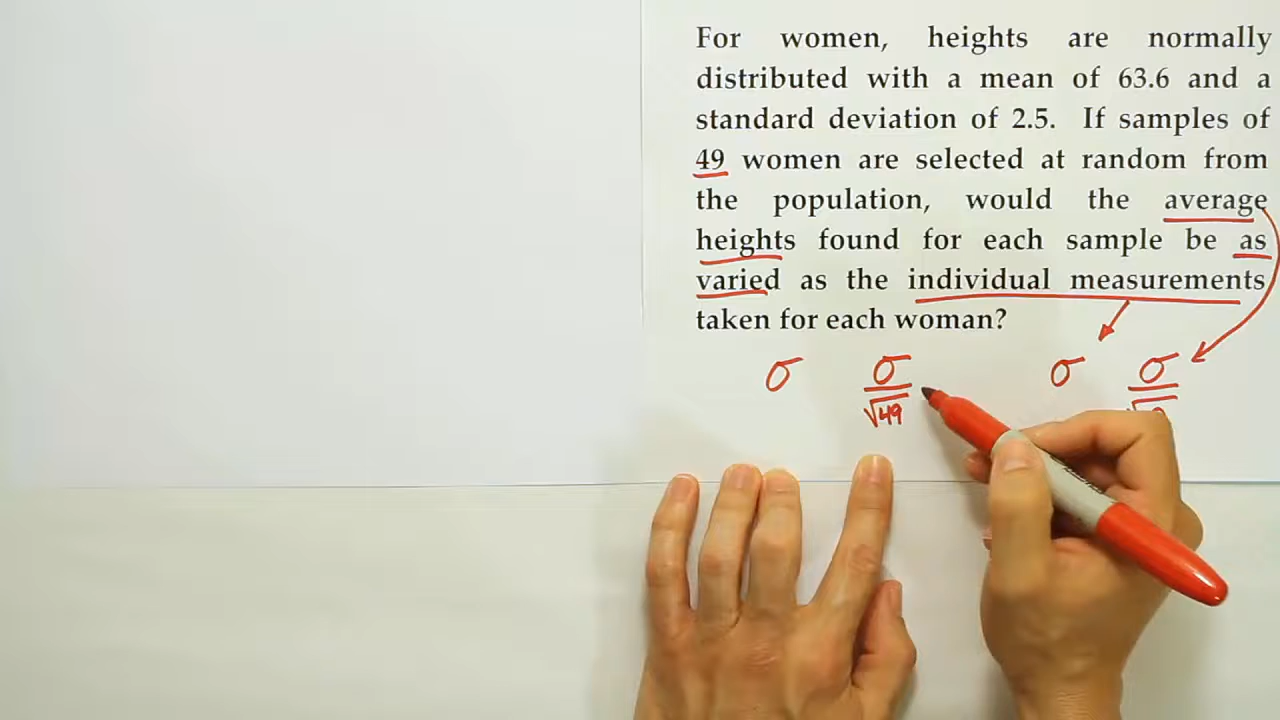 For women, heights are normally
distributed with a mean of 63.6 and a
standard deviation of 2.5. If samples of
49 women are selected at random from
the population, would the average
heights found for each sample be as
varied as the individual measurements
taken for each woman?
σ σ σ σ
√49